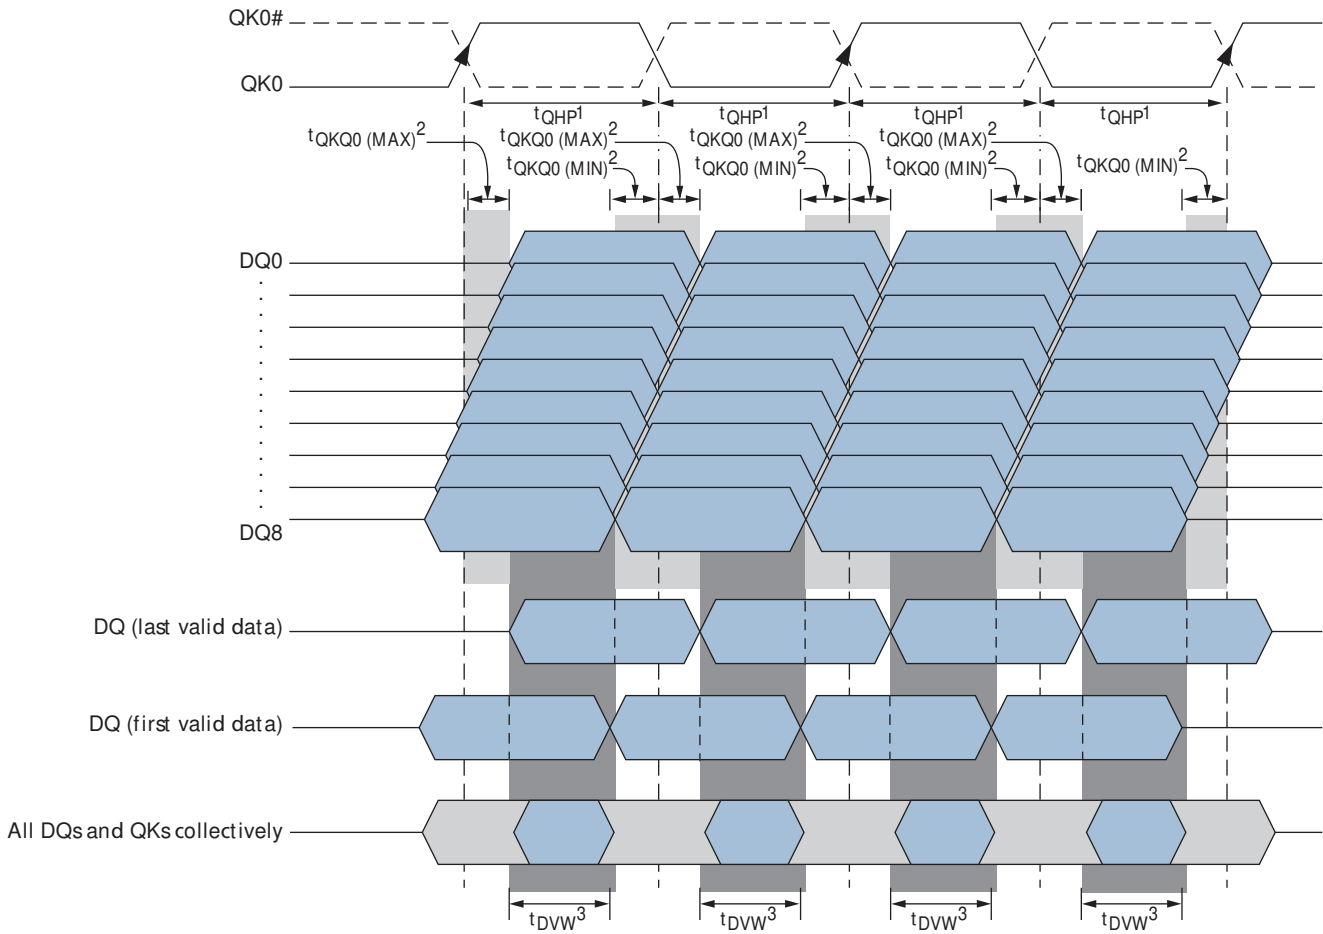 QK0#
QK0
tQHP1 tQHP1 tQHP1 tQHP1
tQKQ0 (MAX)2 tQKQ0 (MAX)2 tQKQ0 (MAX)2 tQKQ0 (MAX)2
tQKQ0 (MIN)2 tQKQ0 (MIN)2 tQKQ0 (MIN)2 tQKQ0 (MIN)2
DQ0
DQ8
DQ (last valid data)
DQ (first valid data)
All DQs and QKs collectively
tDVW3 tDVW3 tDVW3 tDVW3